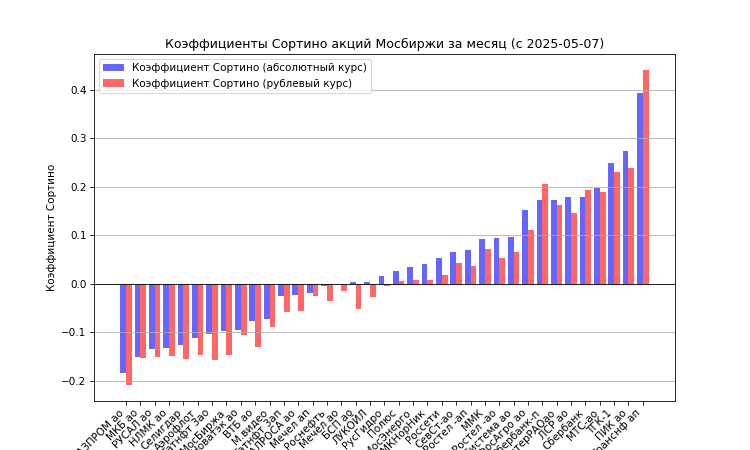 Коэффициенты Сортино акций Мосбиржи за месяц (с 2025-05-07)
Коэффициент Сортино (абсолютный курс)
Коэффициент Сортино (рублевый курс)
Коэффициент Сортино
0.4
0.3
0.2
0.1
0.0
−0.1
−0.2
МКБ ао
РУСАЛ ао
НЛМК ао
Селигдар
Аэрофлот
МосБиржа
ВТБ ао
М.видео
Мечел ап
Роснефть
Мечел ао
БСП ао
ЛУКОЙЛ
РусГидро
Полюс
Россети
СевСт-ао
Ростел -ап
ММК
Ростел -ао
ЛСР ао
Сбербанк
МТС-ао
ТГК-1
ПИК ао